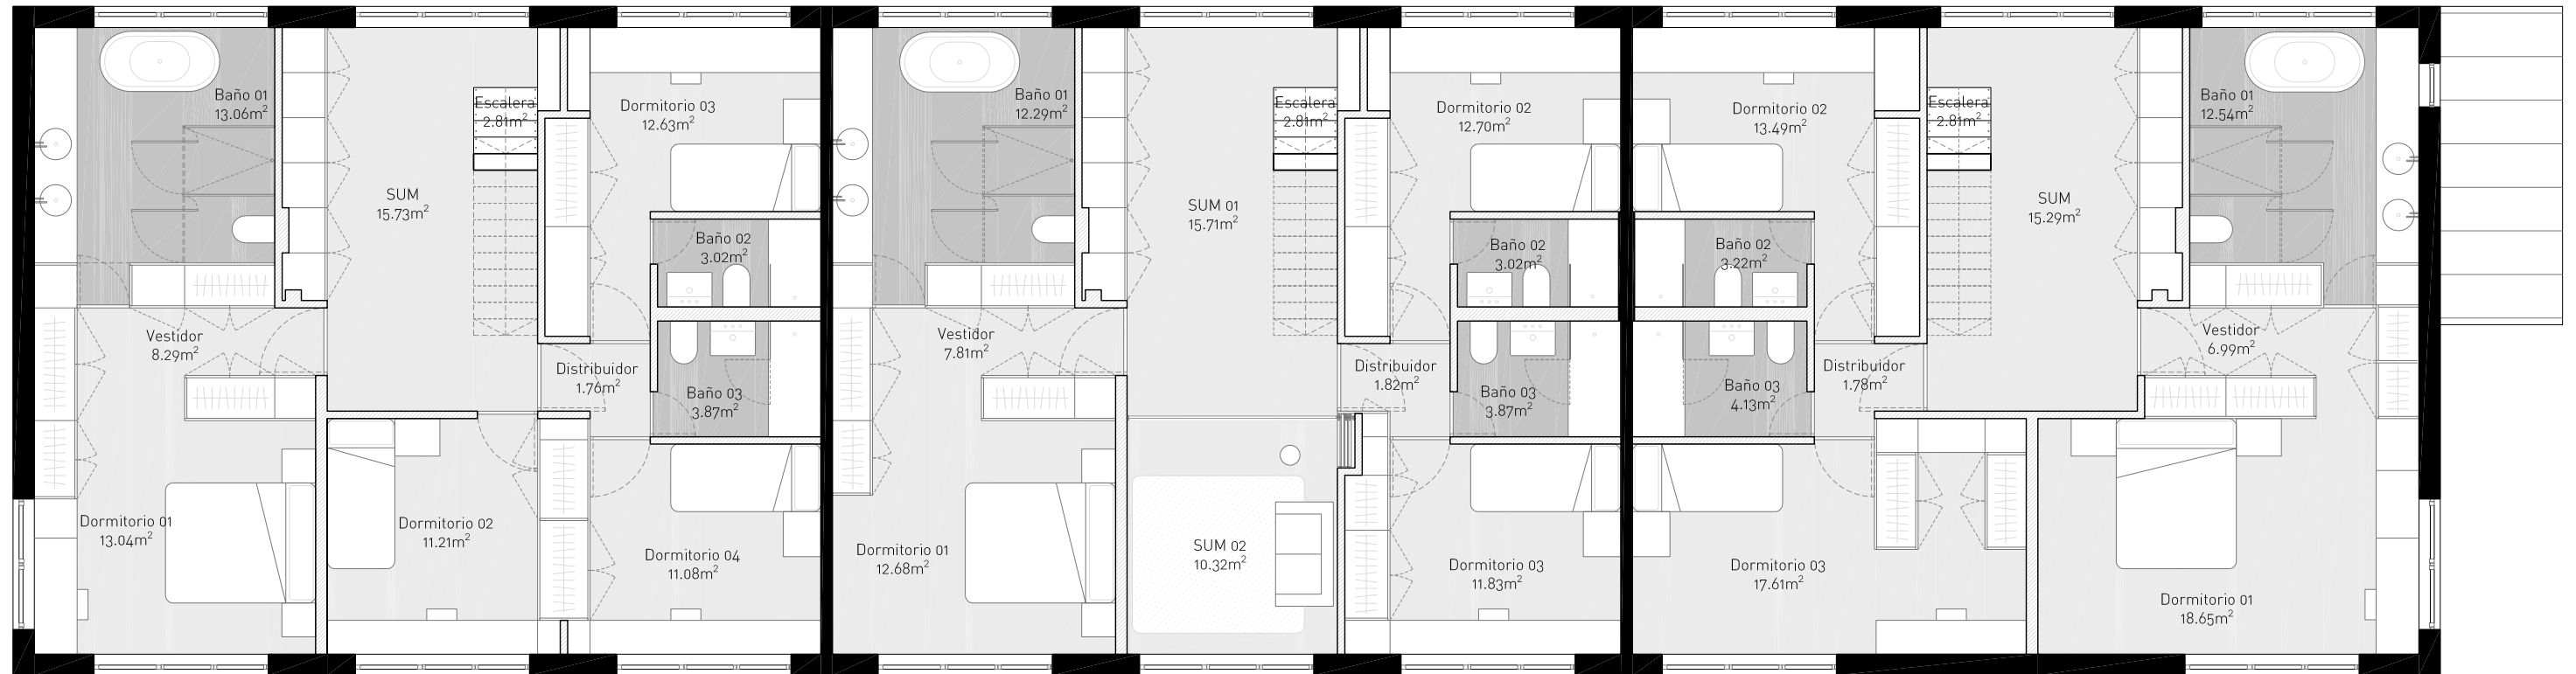 Baño 01
13.06m²
SUM
15.73m²
Escalera
2.81m²
Dormitorio 03
12.63m²
Baño 02
3.02m²
Vestidor
8.29m²
Distribuidor
1.76m²
Baño 03
3.87m²
Dormitorio 01
13.04m²
Dormitorio 02
11.21m²
Dormitorio 04
11.08m²
Baño 01
12.29m²
SUM 01
15.71m²
Escalera
2.81m²
Dormitorio 02
12.70m²
Baño 02
3.02m²
Vestidor
7.81m²
Distribuidor
1.82m²
Baño 03
3.87m²
Dormitorio 01
12.68m²
SUM 02
10.32m²
Dormitorio 03
11.83m²
Dormitorio 02
13.49m²
Escalera
2.81m²
SUM
15.29m²
Baño 01
12.54m²
Baño 02
3.22m²
Baño 03
4.13m²
Distribuidor
1.78m²
Vestidor
6.99m²
Dormitorio 03
17.61m²
Dormitorio 01
18.65m²